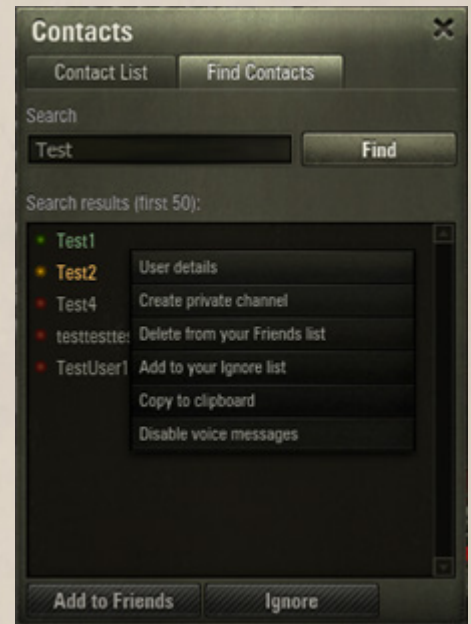 Contacts
Contact List Find Contacts
Search
Test Find
Search results (first 50):
Test1
Test2 User details
Create private channel
Test4 Delete from your Friends list
testtesttes Add to your Ignore list
TestUser1 Copy to clipboard
Disable voice messages
Add to Friends Ignore